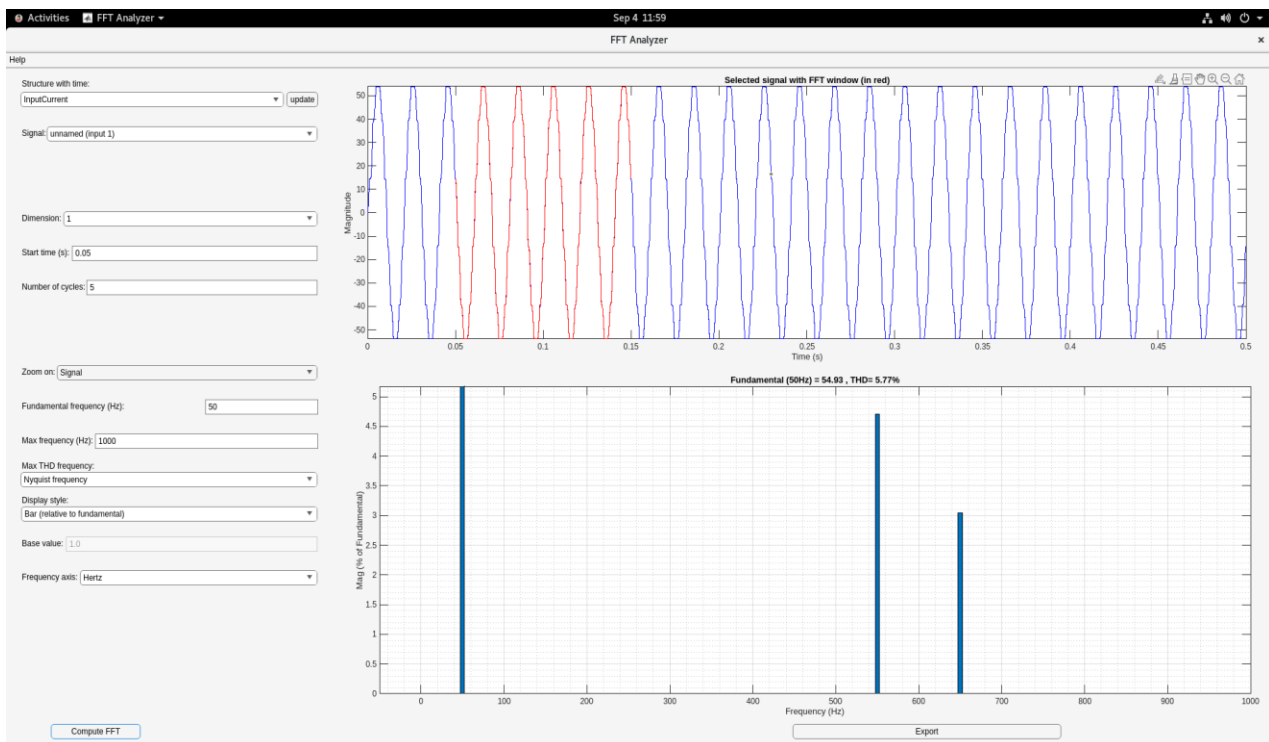 Activities FFT Analyzer Sep 4 11:59
FFT Analyzer ×
Help
Structure with time:
InputCurrent update
Signal: unnamed (input 1)
Dimension: 1
Start time (s): 0.05
Number of cycles: 5
Zoom on: Signal
Fundamental frequency (Hz): 50
Max frequency (Hz): 1000
Max THD frequency:
Nyquist frequency
Display style:
Bar (relative to fundamental)
Base value: 1.0
Frequency axis: Hertz
Compute FFT
Selected signal with FFT window (in red)
Magnitude
50
40
30
20
10
0
-10
-20
-30
-40
-50
0 0.05 0.1 0.15 0.2 0.25 0.3 0.35 0.4 0.45 0.5
Time (s)
Fundamental (50Hz) = 54.93 , THD= 5.77%
Mag (% of Fundamental)
5
4.5
4
3.5
3
2.5
2
1.5
1
0.5
0
0 100 200 300 400 500 600 700 800 900 1000
Frequency (Hz)
Export